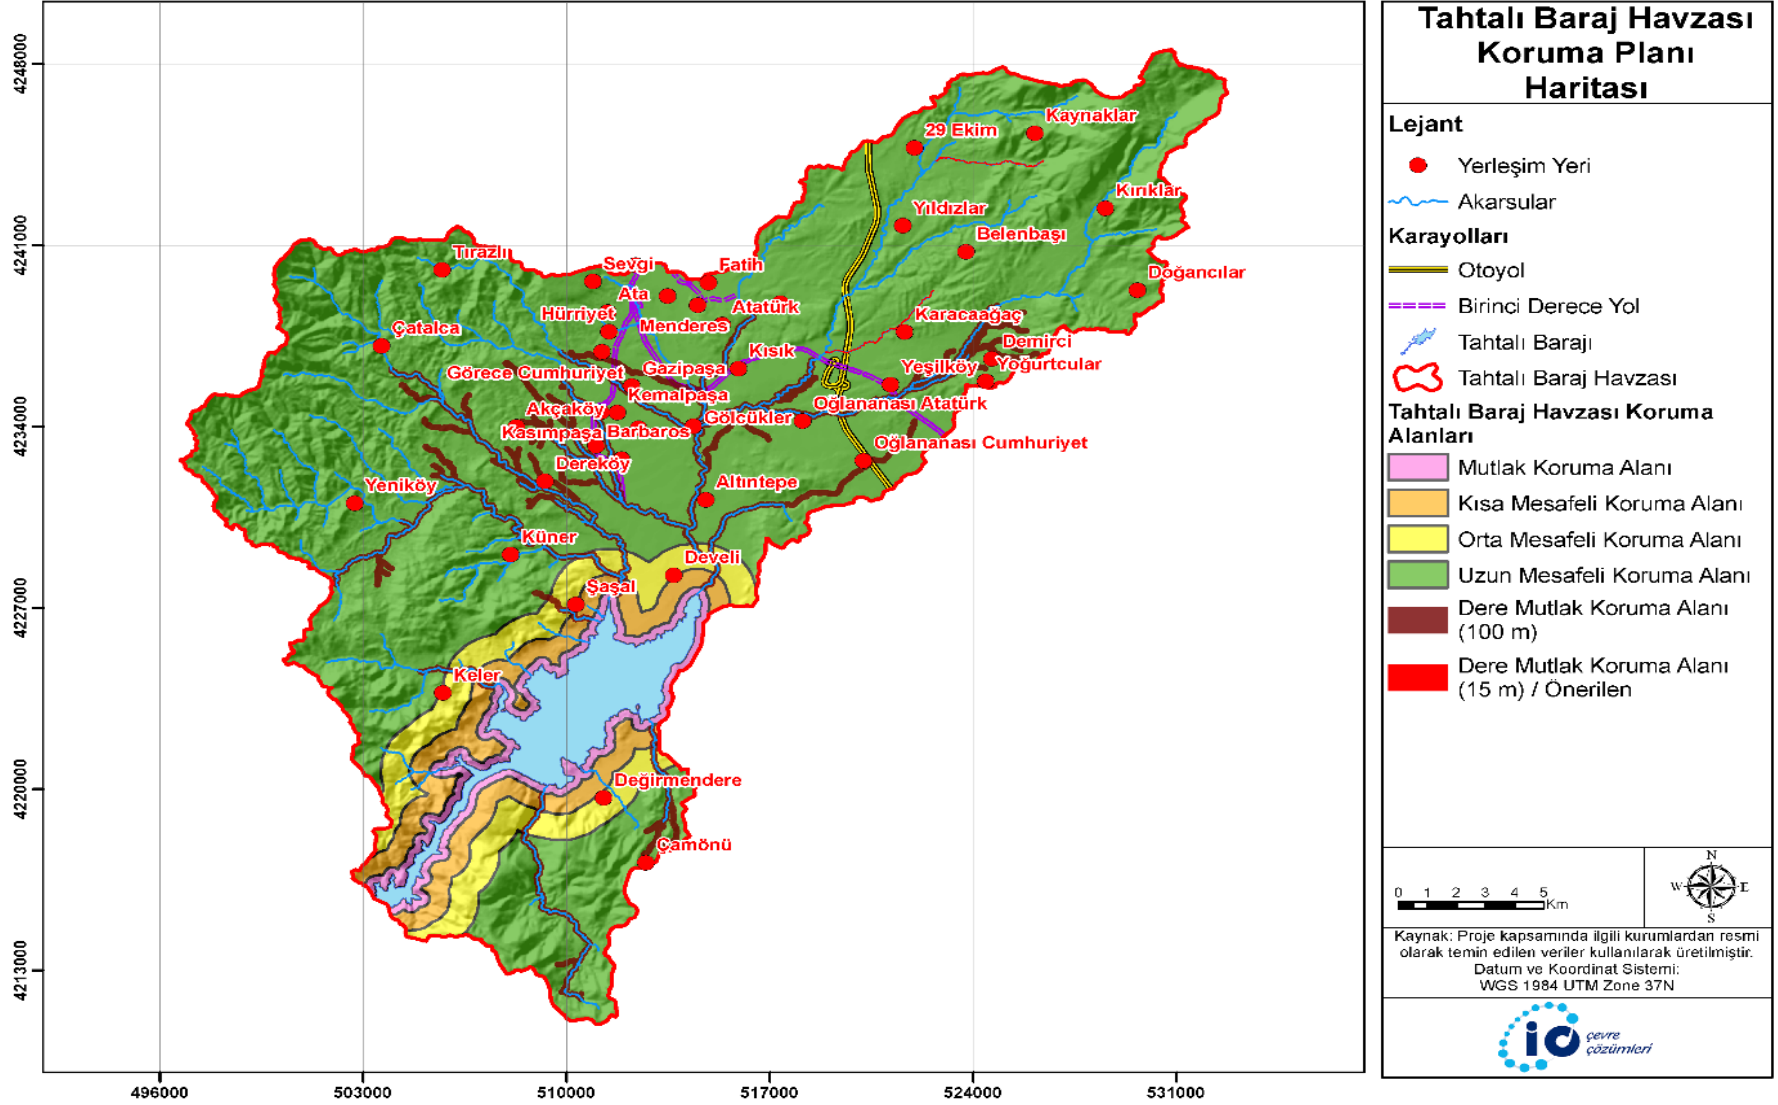 Tahtalı Baraj Havzası
Koruma Planı
Haritası
Lejant
Yerleşim Yeri
Akarsular
Karayolları
Otoyol
Birinci Derece Yol
Tahtalı Barajı
Tahtalı Baraj Havzası
Tahtalı Baraj Havzası Koruma
Alanları
Mutlak Koruma Alanı
Kısa Mesafeli Koruma Alanı
Orta Mesafeli Koruma Alanı
Uzun Mesafeli Koruma Alanı
Dere Mutlak Koruma Alanı
(100 m)
Dere Mutlak Koruma Alanı
(15 m) / Önerilen
0 1 2 3 4 5
Km
N
W E
S
Kaynak: Proje kapsamında ilgili kurumlardan resmi
olarak temin edilen veriler kullanılarak üretilmiştir.
Datum ve Koordinat Sistemi:
WGS 1984 UTM Zone 37N
io çevre
çözümleri
4248000
4241000
4234000
4227000
4220000
4213000
496000 503000 510000 517000 524000 531000
Kaynaklar
29 Ekim
Kırıklar
Yıldızlar
Belenbaşı
Tırazlı
Sevgi
Fatih
Doğancılar
Ata
Atatürk
Hürriyet
Menderes
Karacaağaç
Çatalca
Demirci
Kısık
Yoğurtcular
Görece Cumhuriyet
Gazipaşa
Yeşilköy
Kemalpaşa
Oğlananası Atatürk
Akçaköy
Gölcükler
Kasımpaşa
Barbaros
Oğlananası Cumhuriyet
Dereköy
Altıntepe
Yeniköy
Küner
Develi
Şaşal
Keler
Değirmendere
Çamönü